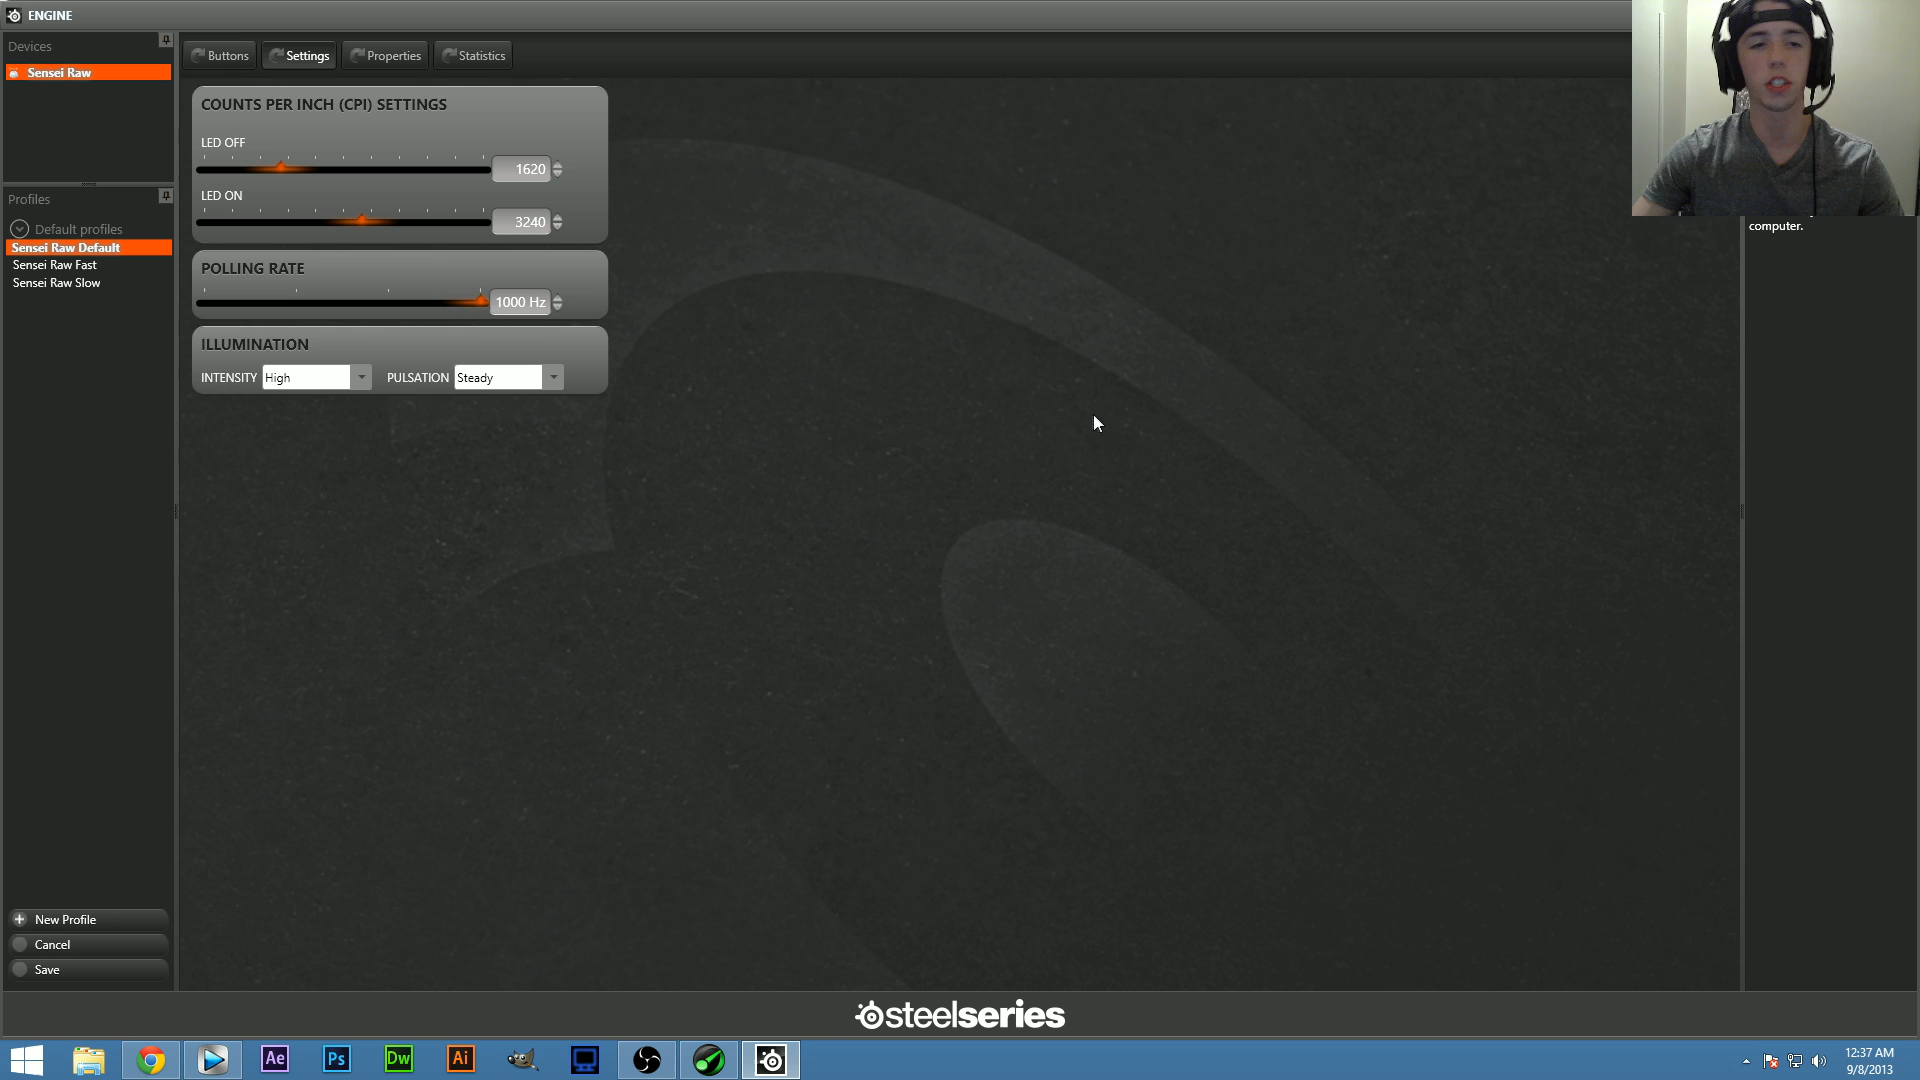 ENGINE
Devices
Sensei Raw
Profiles
Default profiles
Sensei Raw Default
Sensei Raw Fast
Sensei Raw Slow
New Profile
Cancel
Save
Buttons
Settings
Properties
Statistics
COUNTS PER INCH (CPI) SETTINGS
LED OFF
1620
LED ON
3240
POLLING RATE
1000 Hz
ILLUMINATION
INTENSITY High PULSATION Steady
computer.
steelseries
Ae Ps Dw Ai
12:37 AM
9/8/2013